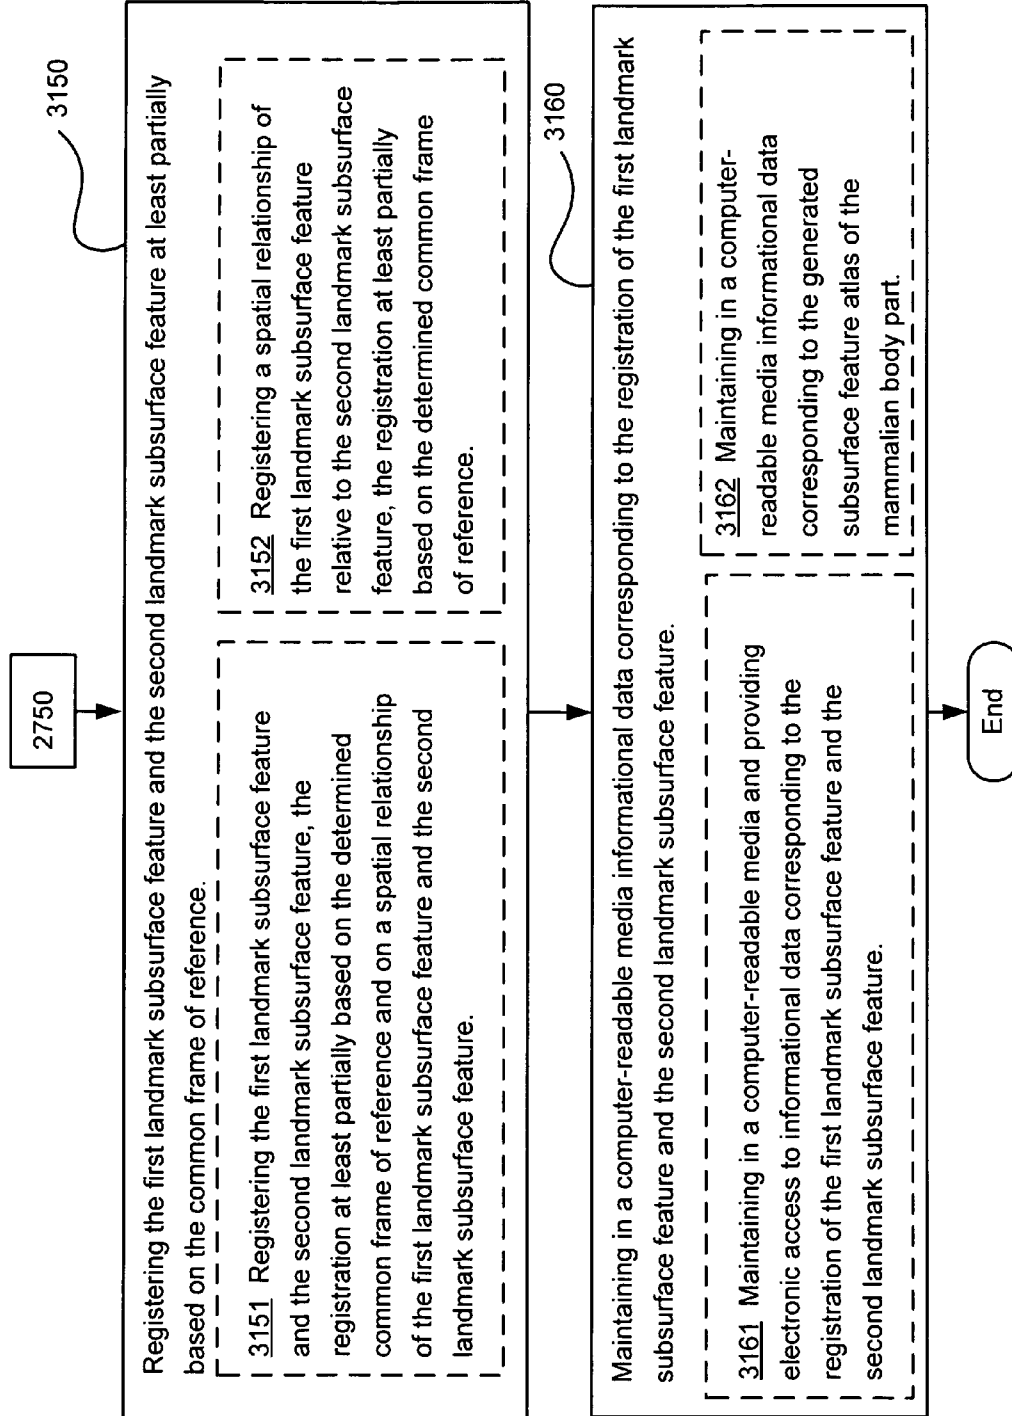 2750
3150
Registering the first landmark subsurface feature and the second landmark subsurface feature at least partially
based on the common frame of reference.
3151 Registering the first landmark subsurface feature
and the second landmark subsurface feature, the
registration at least partially based on the determined
common frame of reference and on a spatial relationship
of the first landmark subsurface feature and the second
landmark subsurface feature.
3152 Registering a spatial relationship of
the first landmark subsurface feature
relative to the second landmark subsurface
feature, the registration at least partially
based on the determined common frame
of reference.
3160
Maintaining in a computer-readable media informational data corresponding to the registration of the first landmark
subsurface feature and the second landmark subsurface feature.
3161 Maintaining in a computer-readable media and providing
electronic access to informational data corresponding to the
registration of the first landmark subsurface feature and the
second landmark subsurface feature.
3162 Maintaining in a computer-
readable media informational data
corresponding to the generated
subsurface feature atlas of the
mammalian body part.
End